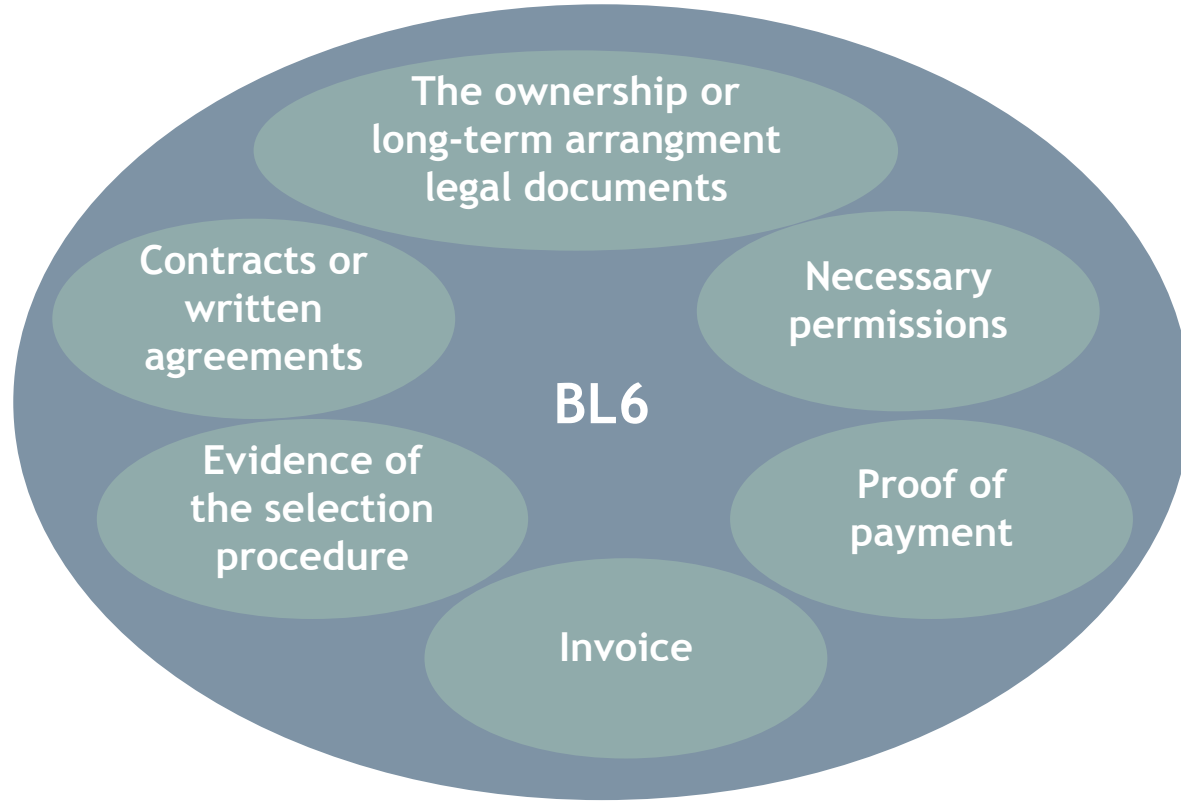 The ownership or
long-term arrangment
legal documents
Contracts or
written
agreements
Necessary
permissions
BL6
Evidence of
the selection
procedure
Proof of
payment
Invoice